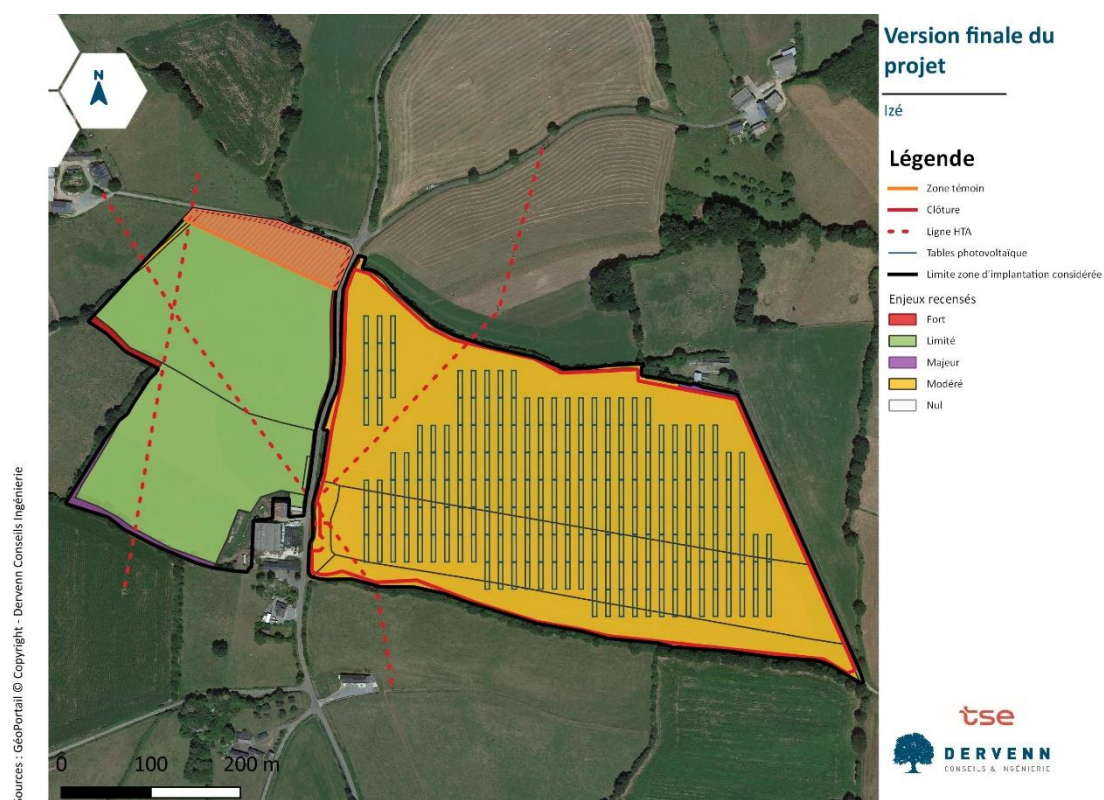 Version finale du
projet
Izé
N
Légende
Zone témoin
Clôture
Ligne HTA
Tables photovoltaïque
Limite zone d'implantation considérée
Enjeux recensés
Fort
Limité
Majeur
Modéré
Nul
Sources : GéoPortail © Copyright - Dervenn Conseils Ingénierie
0 100 200 m
tse
DERVENN
CONSEILS & INGÉNIERIE